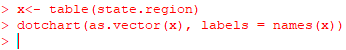 > x<- table(state.region)
> dotchart(as.vector(x), labels = names(x))
>